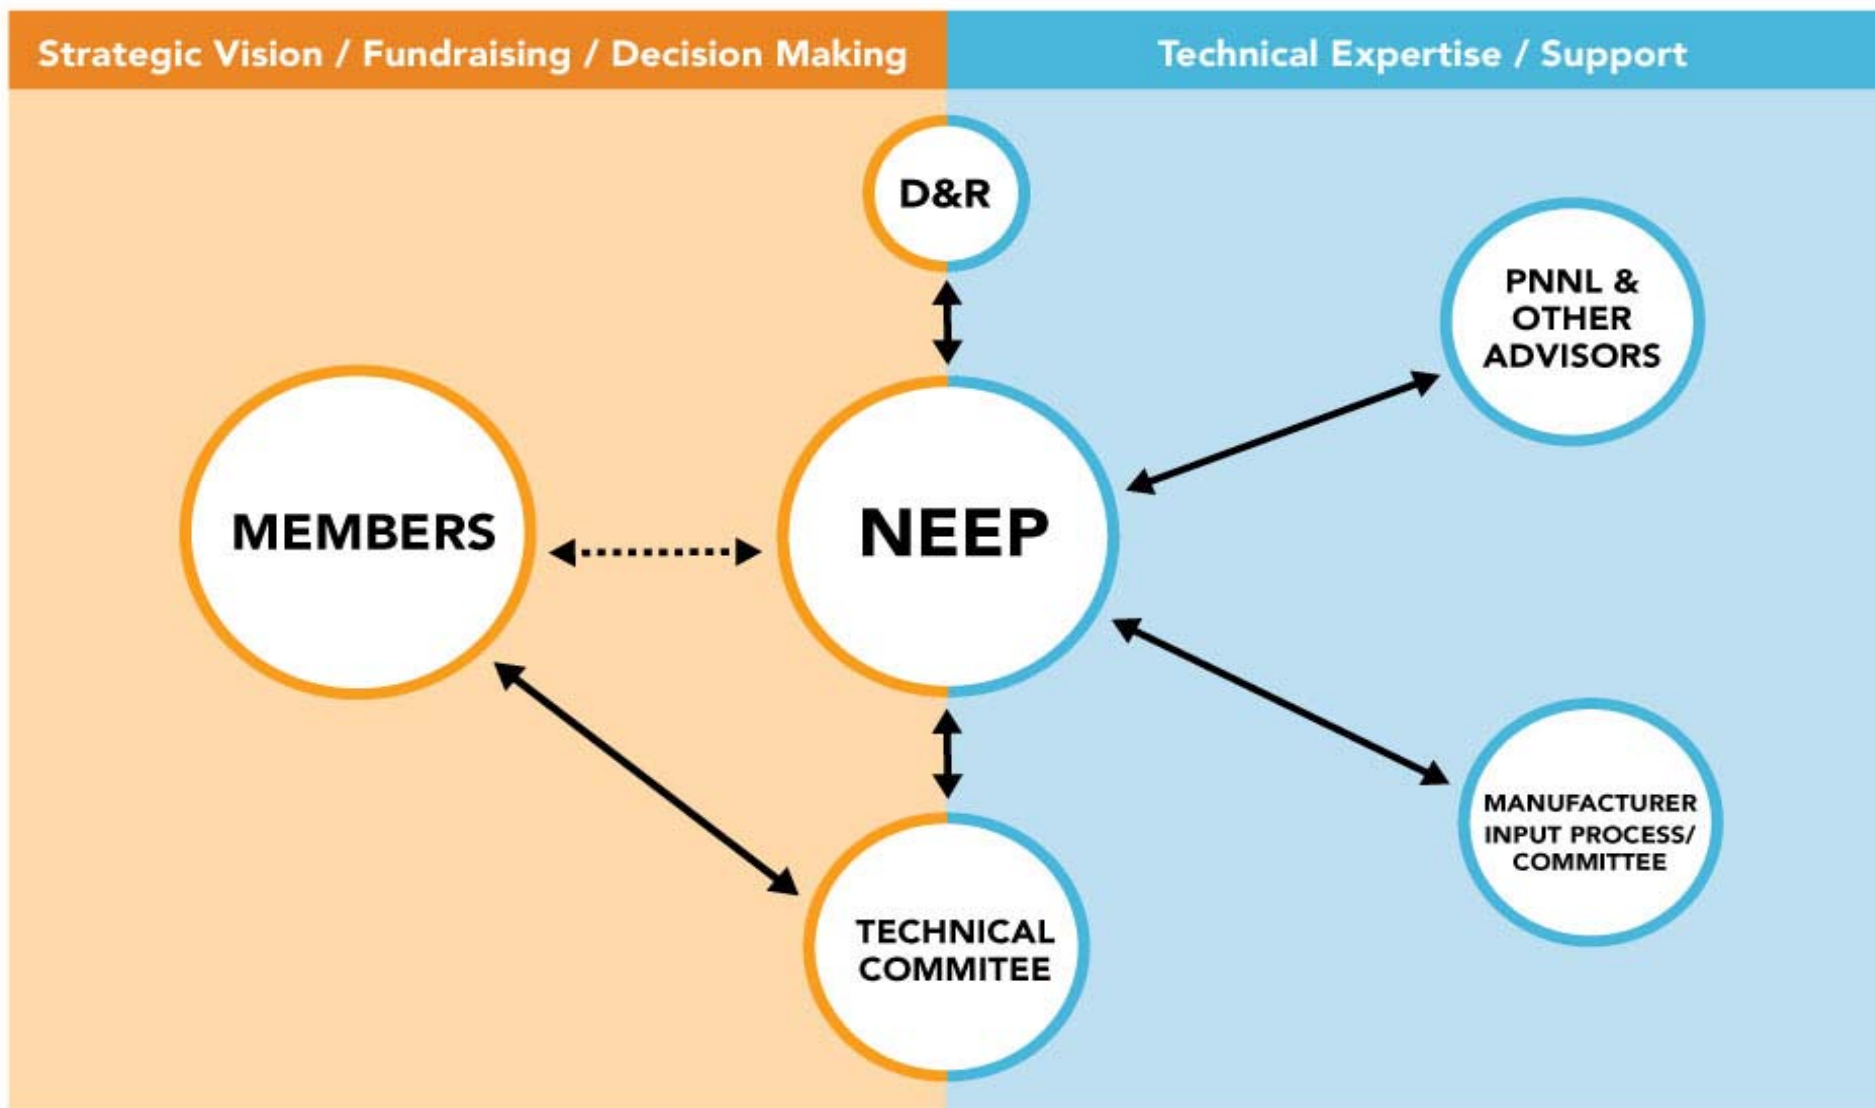 Strategic Vision / Fundraising / Decision Making
Technical Expertise / Support
D&R
PNNL &
OTHER
ADVISORS
MEMBERS
NEEP
MANUFACTURER
INPUT PROCESS/
COMMITTEE
TECHNICAL
COMMITEE